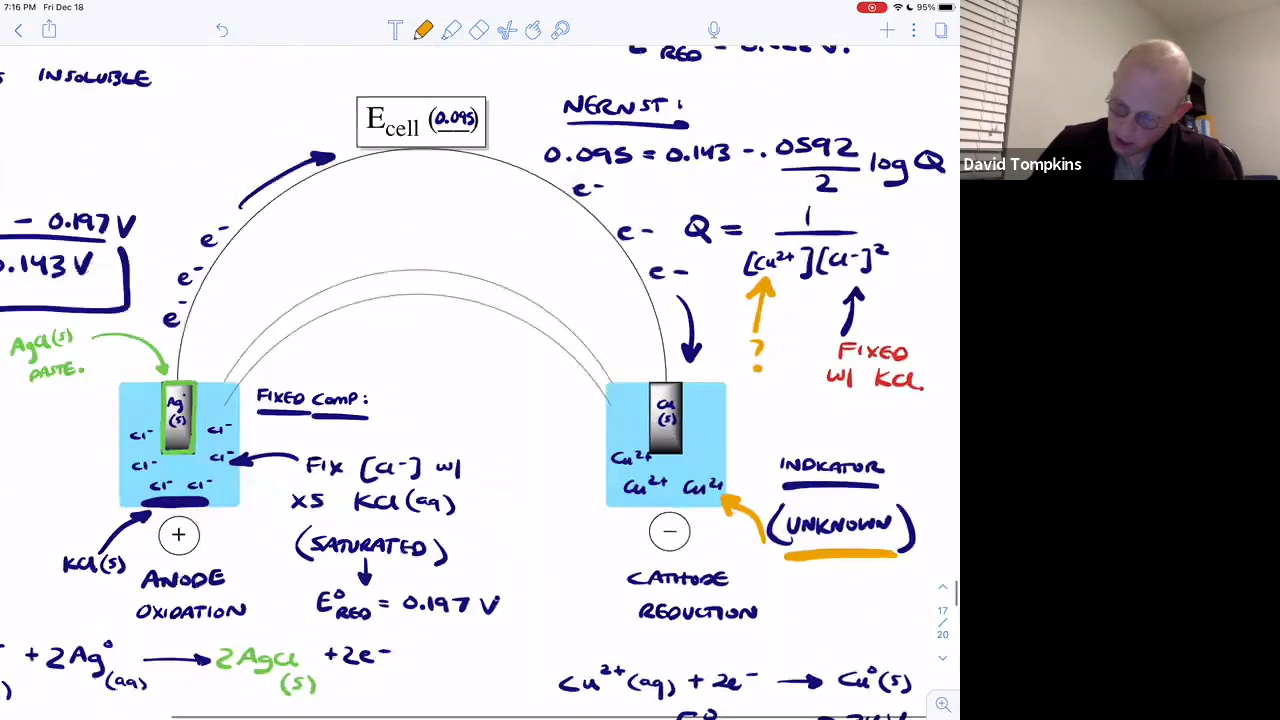 7:16 PM Fri Dec 18
95%
INSOLUBLE
RED
E cell (0.095)
NERNST:
0.095 = 0.143 - .0592/2 log Q
- 0.197 V
0.143 V
Q = 1/[Cu2+][Cl-]²
e-
e-
e-
e-
e-
e-
?
FIXED
W/ KCl.
AgCl(s)
PASTE.
Ag°
(s)
Cl- Cl-
Cl- Cl-
Cl- Cl-
FIXED COMP:
FIX [Cl-] w/
XS KCl(aq)
(SATURATED)
E°RED = 0.197 V
Cu
(s)
Cu2+
Cu2+ Cu2+
INDICATOR
(UNKNOWN)
KCl(s)
+
ANODE
OXIDATION
−
CATHODE
REDUCTION
+ 2Ag°(aq) → 2AgCl(s) + 2e-
Cu2+(aq) + 2e- → Cu°(s)
17
/
20
David Tompkins